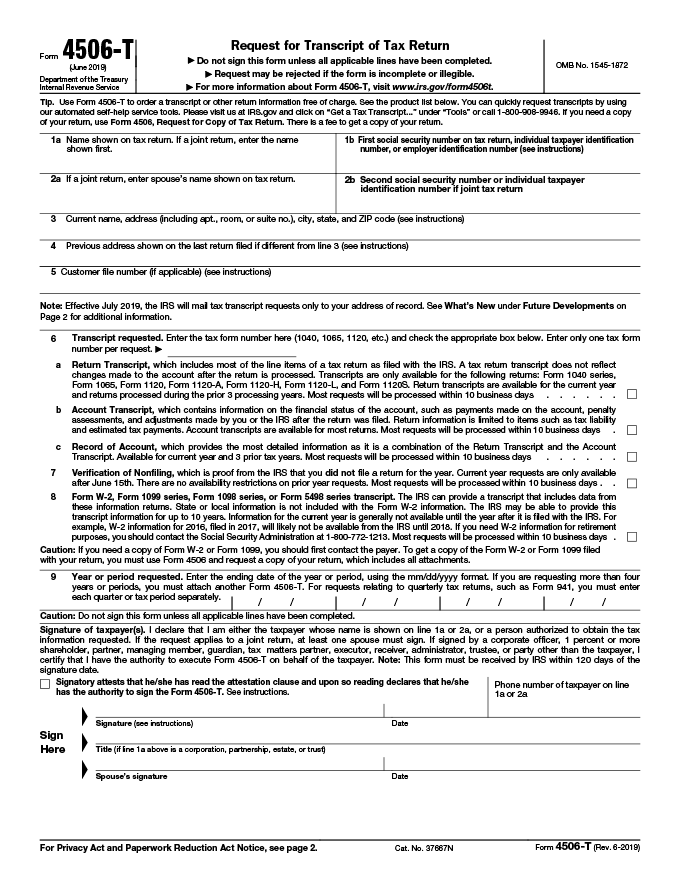 Form 4506-T
(June 2019)
Department of the Treasury
Internal Revenue Service
Request for Transcript of Tax Return
▶ Do not sign this form unless all applicable lines have been completed.
▶ Request may be rejected if the form is incomplete or illegible.
▶ For more information about Form 4506-T, visit www.irs.gov/form4506t.
OMB No. 1545-1872
Tip. Use Form 4506-T to order a transcript or other return information free of charge. See the product list below. You can quickly request transcripts by using
our automated self-help service tools. Please visit us at IRS.gov and click on "Get a Tax Transcript..." under "Tools" or call 1-800-908-9946. If you need a copy
of your return, use Form 4506, Request for Copy of Tax Return. There is a fee to get a copy of your return.
1a Name shown on tax return. If a joint return, enter the name
shown first.
1b First social security number on tax return, individual taxpayer identification
number, or employer identification number (see instructions)
2a If a joint return, enter spouse's name shown on tax return.
2b Second social security number or individual taxpayer
identification number if joint tax return
3 Current name, address (including apt., room, or suite no.), city, state, and ZIP code (see instructions)
4 Previous address shown on the last return filed if different from line 3 (see instructions)
5 Customer file number (if applicable) (see instructions)
Note: Effective July 2019, the IRS will mail tax transcript requests only to your address of record. See What's New under Future Developments on
Page 2 for additional information.
6 Transcript requested. Enter the tax form number here (1040, 1065, 1120, etc.) and check the appropriate box below. Enter only one tax form
number per request. ▶
a Return Transcript, which includes most of the line items of a tax return as filed with the IRS. A tax return transcript does not reflect
changes made to the account after the return is processed. Transcripts are only available for the following returns: Form 1040 series,
Form 1065, Form 1120, Form 1120-A, Form 1120-H, Form 1120-L, and Form 1120S. Return transcripts are available for the current year
and returns processed during the prior 3 processing years. Most requests will be processed within 10 business days . . . . . .
b Account Transcript, which contains information on the financial status of the account, such as payments made on the account, penalty
assessments, and adjustments made by you or the IRS after the return was filed. Return information is limited to items such as tax liability
and estimated tax payments. Account transcripts are available for most returns. Most requests will be processed within 10 business days .
c Record of Account, which provides the most detailed information as it is a combination of the Return Transcript and the Account
Transcript. Available for current year and 3 prior tax years. Most requests will be processed within 10 business days . . . . . .
7 Verification of Nonfiling, which is proof from the IRS that you did not file a return for the year. Current year requests are only available
after June 15th. There are no availability restrictions on prior year requests. Most requests will be processed within 10 business days . .
8 Form W-2, Form 1099 series, Form 1098 series, or Form 5498 series transcript. The IRS can provide a transcript that includes data from
these information returns. State or local information is not included with the Form W-2 information. The IRS may be able to provide this
transcript information for up to 10 years. Information for the current year is generally not available until the year after it is filed with the IRS. For
example, W-2 information for 2016, filed in 2017, will likely not be available from the IRS until 2018. If you need W-2 information for retirement
purposes, you should contact the Social Security Administration at 1-800-772-1213. Most requests will be processed within 10 business days .
Caution: If you need a copy of Form W-2 or Form 1099, you should first contact the payer. To get a copy of the Form W-2 or Form 1099 filed
with your return, you must use Form 4506 and request a copy of your return, which includes all attachments.
9 Year or period requested. Enter the ending date of the year or period, using the mm/dd/yyyy format. If you are requesting more than four
years or periods, you must attach another Form 4506-T. For requests relating to quarterly tax returns, such as Form 941, you must enter
each quarter or tax period separately. / / / / / / / /
Caution: Do not sign this form unless all applicable lines have been completed.
Signature of taxpayer(s). I declare that I am either the taxpayer whose name is shown on line 1a or 2a, or a person authorized to obtain the tax
information requested. If the request applies to a joint return, at least one spouse must sign. If signed by a corporate officer, 1 percent or more
shareholder, partner, managing member, guardian, tax matters partner, executor, receiver, administrator, trustee, or party other than the taxpayer, I
certify that I have the authority to execute Form 4506-T on behalf of the taxpayer. Note: This form must be received by IRS within 120 days of the
signature date.
Signatory attests that he/she has read the attestation clause and upon so reading declares that he/she
has the authority to sign the Form 4506-T. See instructions.
Phone number of taxpayer on line
1a or 2a
Sign
Here
Signature (see instructions)
Date
Title (if line 1a above is a corporation, partnership, estate, or trust)
Spouse's signature
Date
For Privacy Act and Paperwork Reduction Act Notice, see page 2.
Cat. No. 37667N
Form 4506-T (Rev. 6-2019)